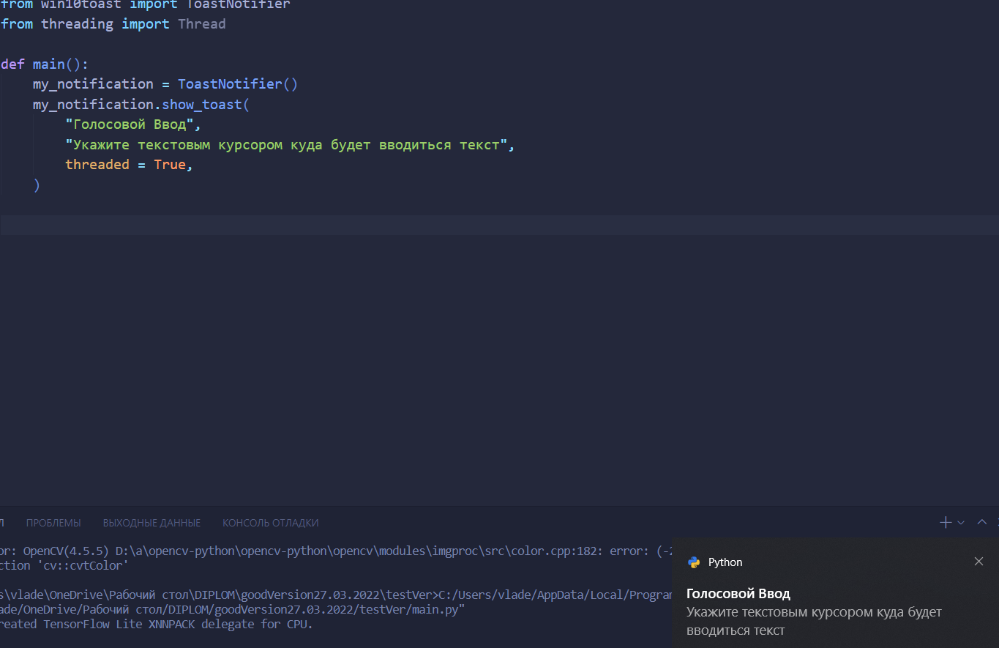 from win10toast import ToastNotifier
from threading import Thread
def main():
my_notification = ToastNotifier()
my_notification.show_toast(
"Голосовой Ввод",
"Укажите текстовым курсором куда будет вводиться текст",
threaded = True,
)
ПРОБЛЕМЫ ВЫХОДНЫЕ ДАННЫЕ КОНСОЛЬ ОТЛАДКИ
or: OpenCV(4.5.5) D:\a\opencv-python\opencv-python\opencv\modules\imgproc\src\color.cpp:182: error: (-2
ction 'cv::cvtColor'
s\vlade\OneDrive\Рабочий стол\DIPLOM\goodVersion27.03.2022\testVer>C:/Users/vlade/AppData/Local/Program
ade/OneDrive/Рабочий стол/DIPLOM/goodVersion27.03.2022/testVer/main.py"
reated TensorFlow Lite XNNPACK delegate for CPU.
Python
Голосовой Ввод
Укажите текстовым курсором куда будет
вводиться текст